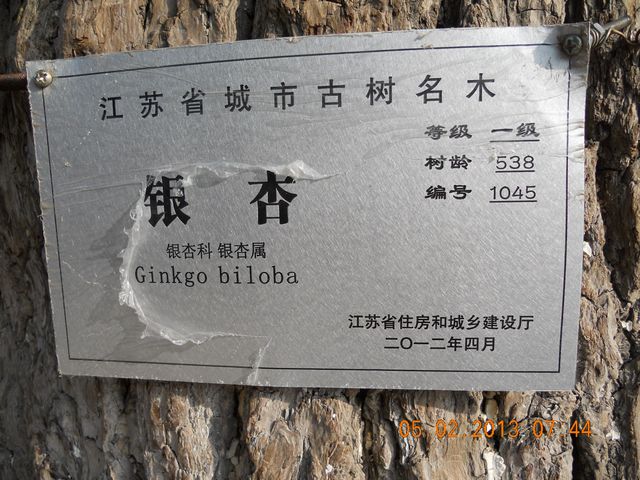 江苏省城市古树名木
等级 一级
树龄 538
编号 1045
银杏
银杏科 银杏属
Ginkgo biloba
江苏省住房和城乡建设厅
二〇一二年四月
05.02.2013 07:44